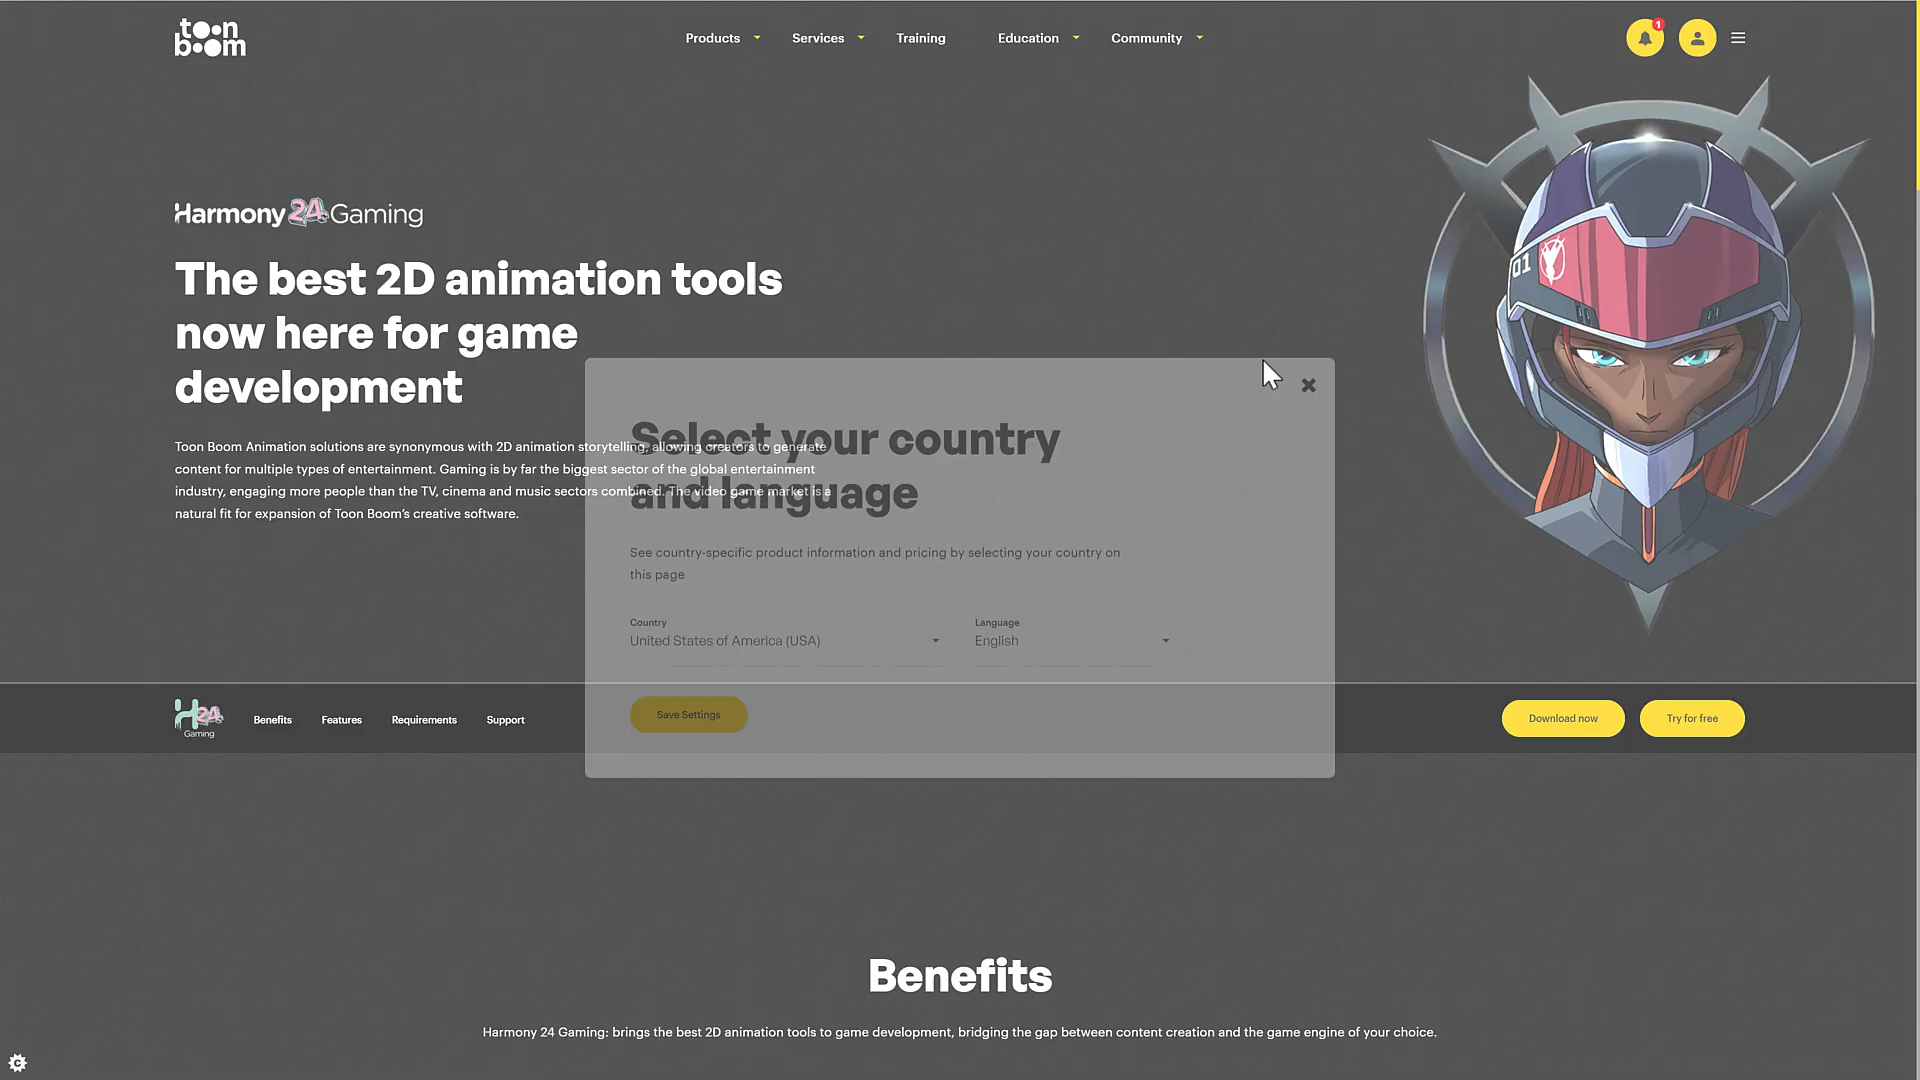 toon
boom
Products
Services
Training
Education
Community
1
Harmony 24 Gaming
The best 2D animation tools
now here for game
development
Toon Boom Animation solutions are synonymous with 2D animation storytelling, allowing creators to generate
content for multiple types of entertainment. Gaming is by far the biggest sector of the global entertainment
industry, engaging more people than the TV, cinema and music sectors combined. The video game market is a
natural fit for expansion of Toon Boom’s creative software.
01
Select your country
and language
See country-specific product information and pricing by selecting your country on
this page
Country
United States of America (USA)
Language
English
Save Settings
H24
Gaming
Benefits
Features
Requirements
Support
Download now
Try for free
Benefits
Harmony 24 Gaming: brings the best 2D animation tools to game development, bridging the gap between content creation and the game engine of your choice.